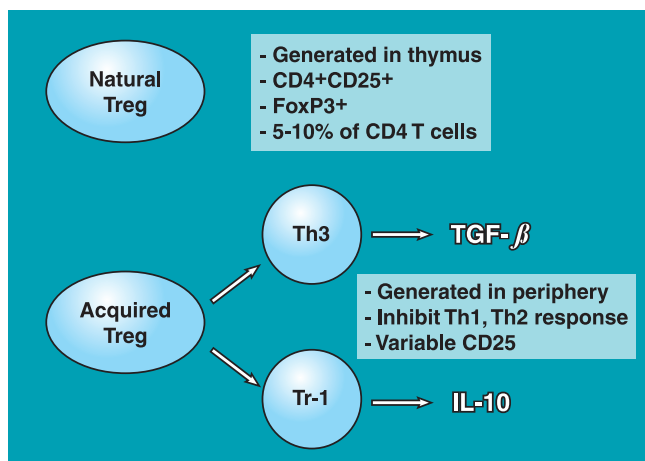 Natural
Treg
- Generated in thymus
- CD4+CD25+
- FoxP3+
- 5-10% of CD4 T cells
Th3
TGF-β
Acquired
Treg
- Generated in periphery
- Inhibit Th1, Th2 response
- Variable CD25
Tr-1
IL-10